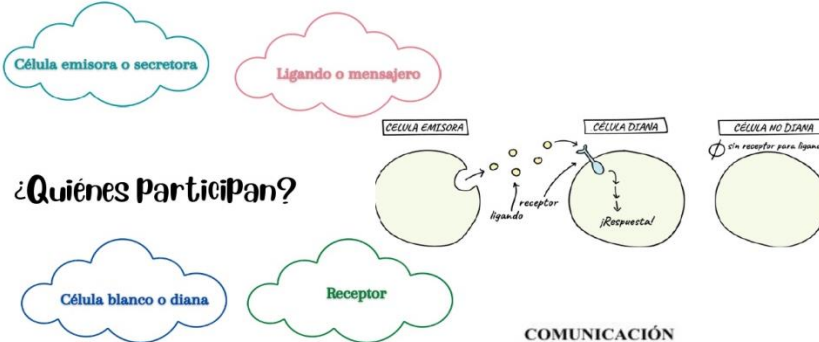 Célula emisora o secretora
Ligando o mensajero
CÉLULA EMISORA
CÉLULA DIANA
CÉLULA NO DIANA
sin receptor para ligando
¿Quiénes Participan?
ligando
receptor
¡Respuesta!
Célula blanco o diana
Receptor
COMUNICACIÓN